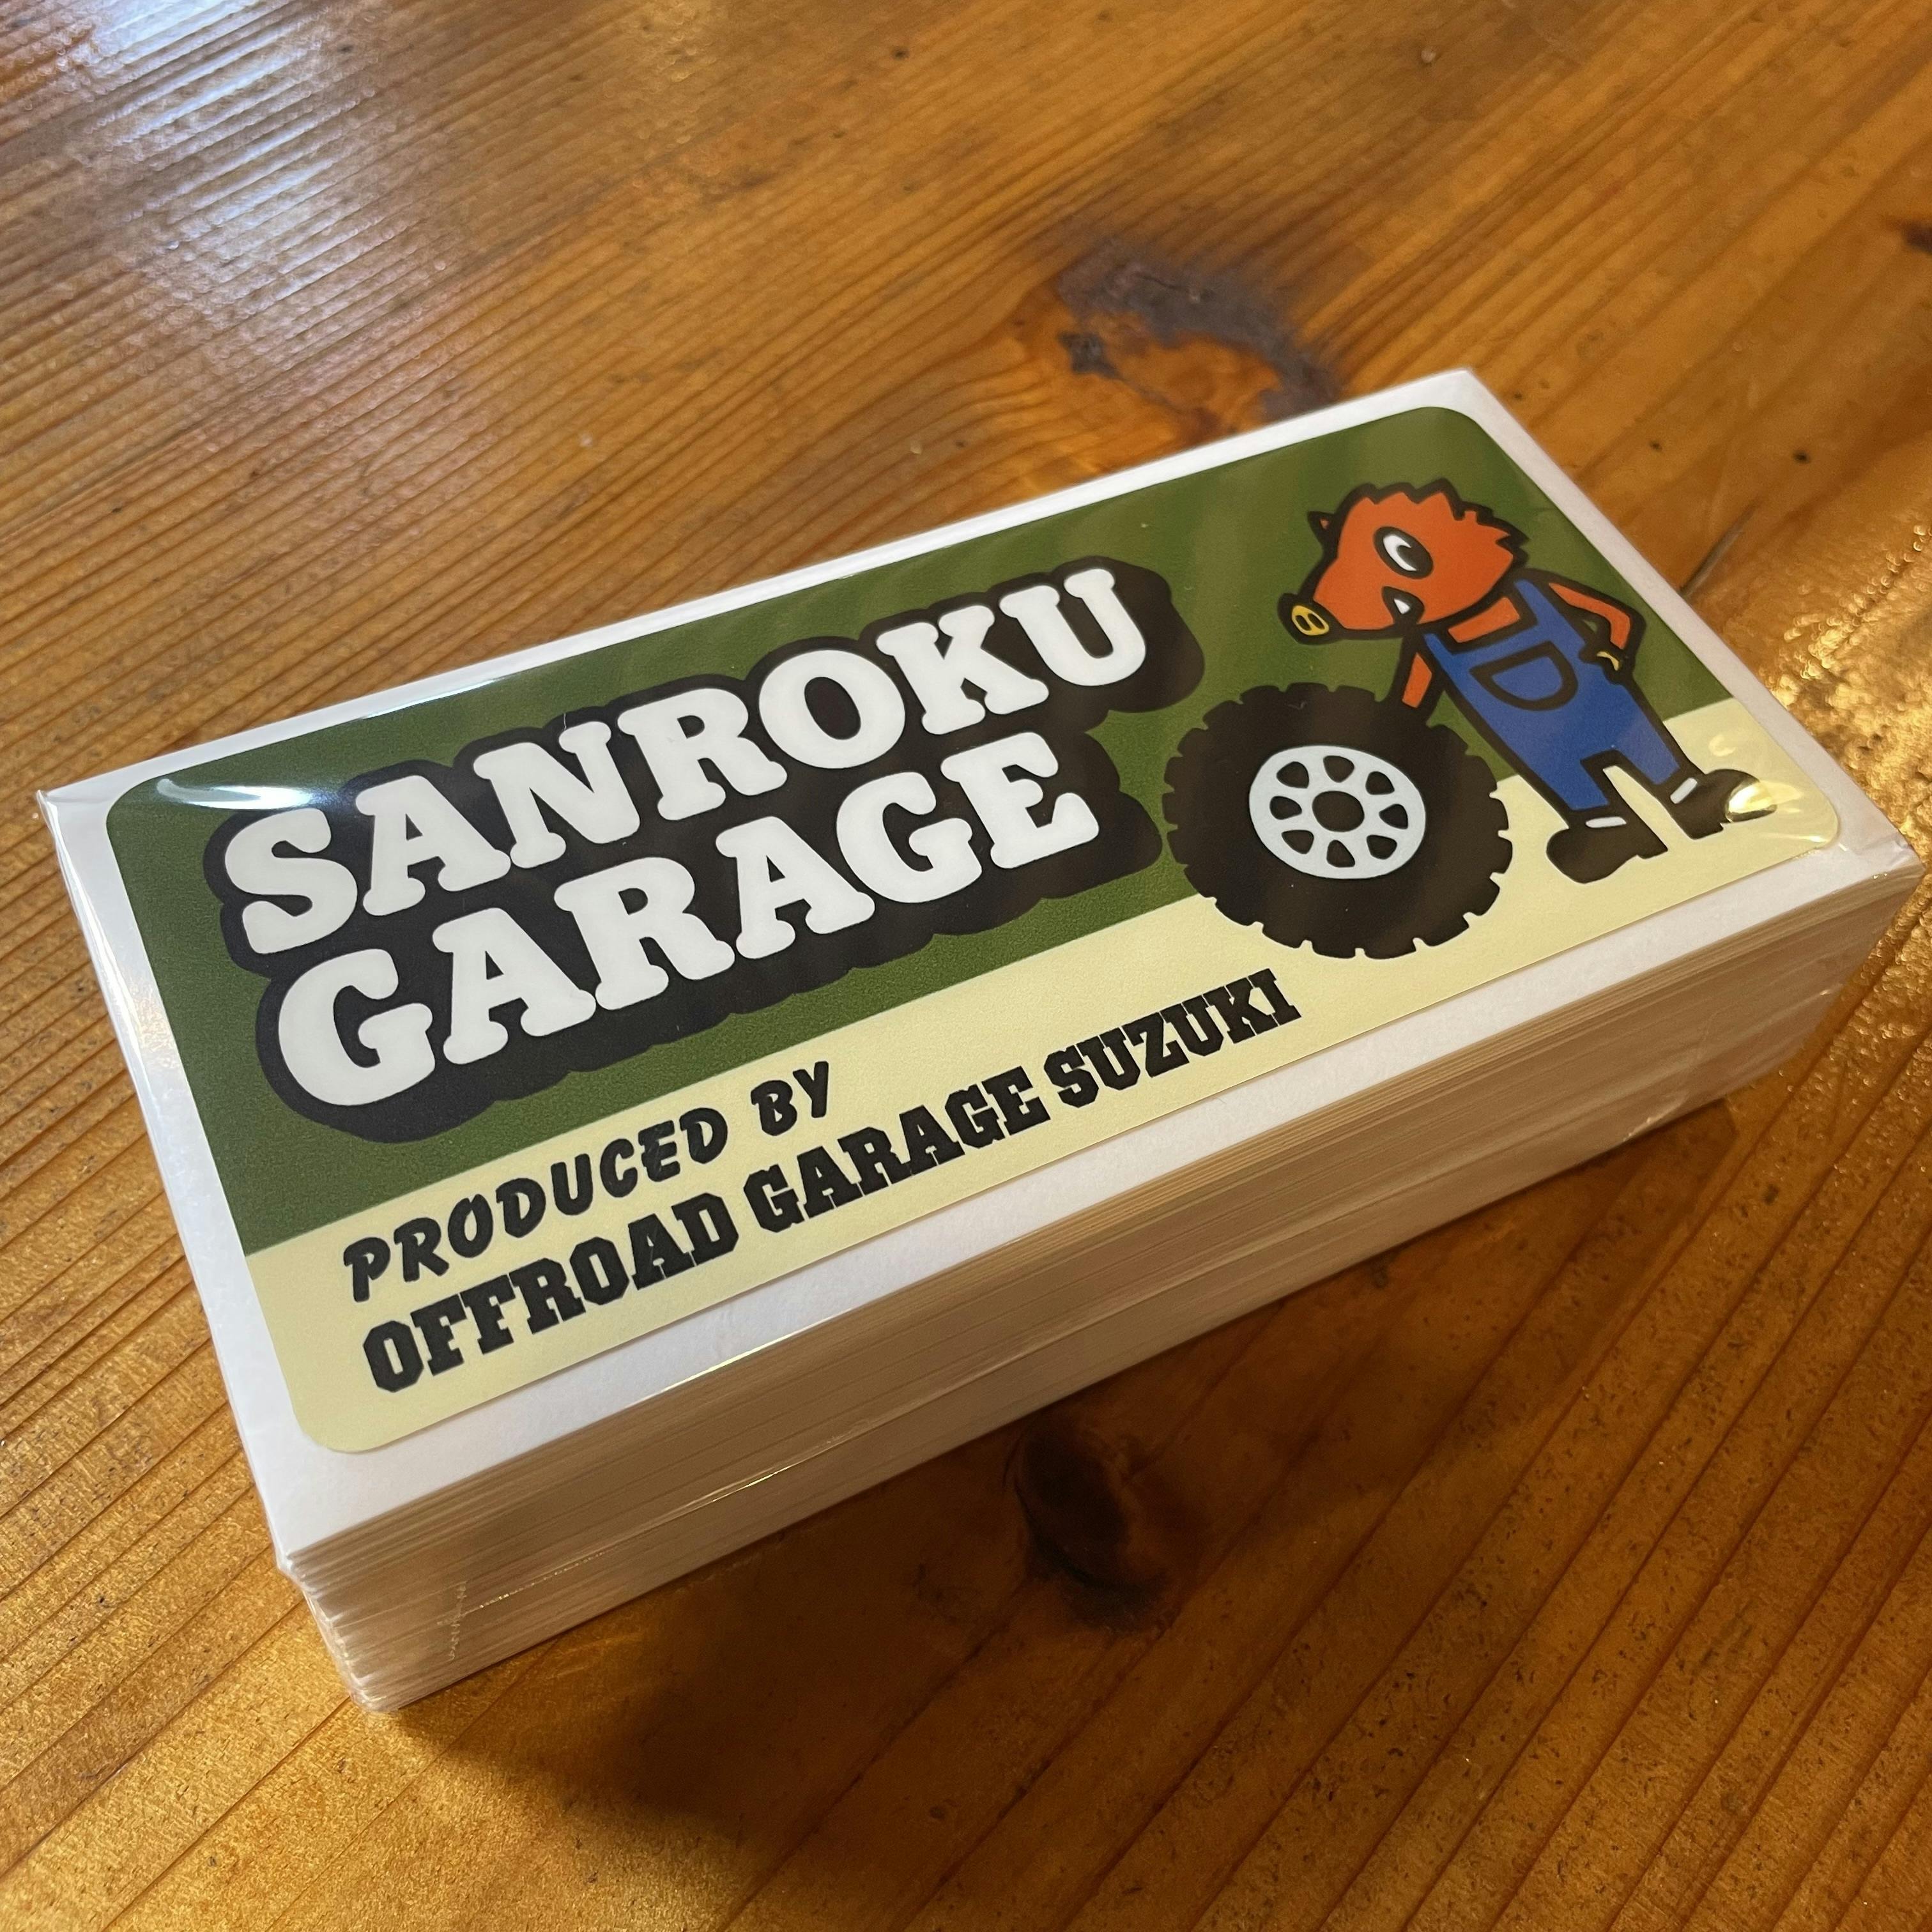 SANROKU
GARAGE
PRODUCED BY
OFFROAD GARAGE SUZUKI